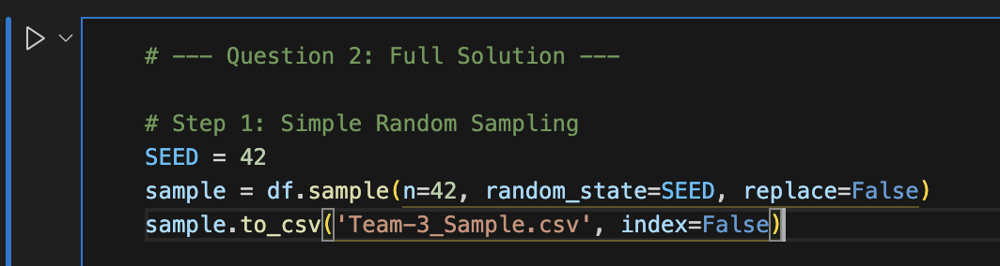 # --- Question 2: Full Solution ---
# Step 1: Simple Random Sampling
SEED = 42
sample = df.sample(n=42, random_state=SEED, replace=False)
sample.to_csv('Team-3_Sample.csv', index=False)